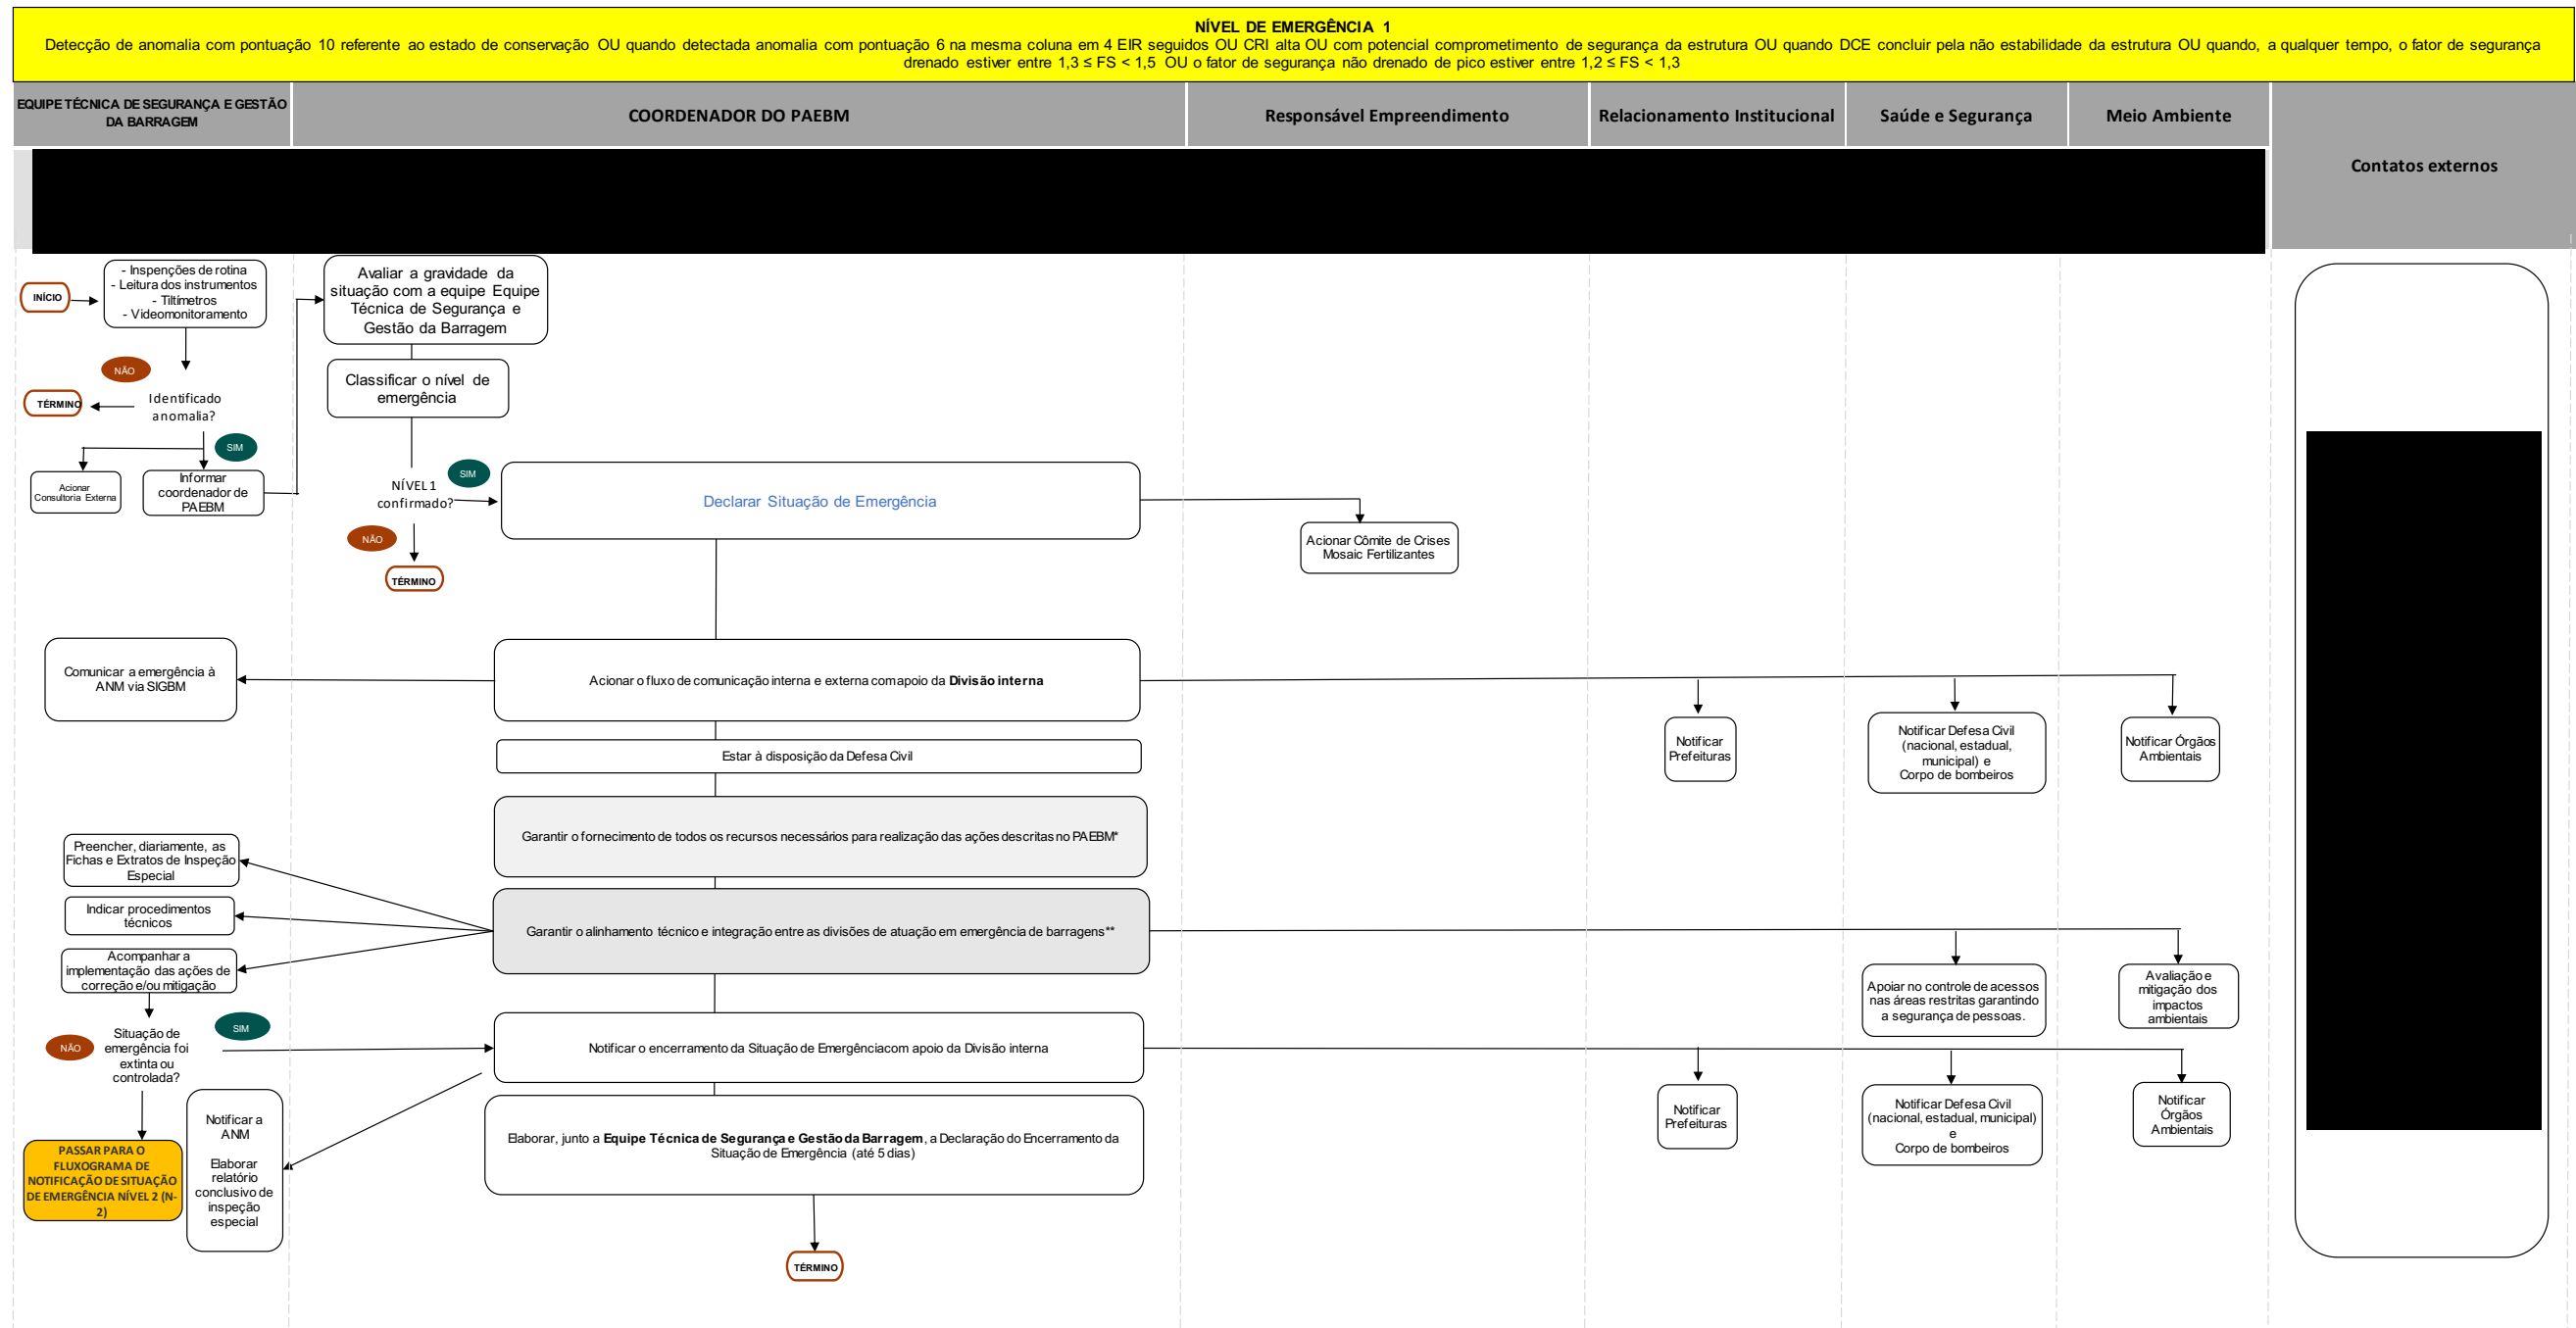 NÍVEL DE EMERGÊNCIA 1
Detecção de anomalia com pontuação 10 referente ao estado de conservação OU quando detectada anomalia com pontuação 6 na mesma coluna em 4 EIR seguidos OU CRI alta OU com potencial comprometimento de segurança da estrutura OU quando DCE concluir pela não estabilidade da estrutura OU quando, a qualquer tempo, o fator de segurança
drenado estiver entre 1,3 ≤ FS < 1,5 OU o fator de segurança não drenado de pico estiver entre 1,2 ≤ FS < 1,3
EQUIPE TÉCNICA DE SEGURANÇA E GESTÃO
DA BARRAGEM
COORDENADOR DO PAEBM
Responsável Empreendimento
Relacionamento Institucional
Saúde e Segurança
Meio Ambiente
Contatos externos
INÍCIO
- Inspenções de rotina
- Leitura dos instrumentos
- Tiltímetros
- Videomonitoramento
NÃO
TÉRMINO
Identificado
anomalia?
SIM
Acionar
Consultoria Externa
Informar
coordenador de
PAEBM
Avaliar a gravidade da
situação com a equipe Equipe
Técnica de Segurança e
Gestão da Barragem
Classificar o nível de
emergência
NÍVEL 1
confirmado?
SIM
NÃO
TÉRMINO
Declarar Situação de Emergência
Acionar Cômite de Crises
Mosaic Fertilizantes
Comunicar a emergência à
ANM via SIGBM
Acionar o fluxo de comunicação interna e externa com apoio da Divisão interna
Notificar
Prefeituras
Notificar Defesa Civil
(nacional, estadual,
municipal) e
Corpo de bombeiros
Notificar Órgãos
Ambientais
Estar à disposição da Defesa Civil
Garantir o fornecimento de todos os recursos necessários para realização das ações descritas no PAEBM*
Preencher, diariamente, as
Fichas e Extratos de Inspeção
Especial
Indicar procedimentos
técnicos
Acompanhar a
implementação das ações de
correção e/ou mitigação
Garantir o alinhamento técnico e integração entre as divisões de atuação em emergência de barragens**
Apoiar no controle de acessos
nas áreas restritas garantindo
a segurança de pessoas.
Avaliação e
mitigação dos
impactos
ambientais
NÃO
Situação de
emergência foi
extinta ou
controlada?
SIM
Notificar o encerramento da Situação de Emergênciacom apoio da Divisão interna
Notificar
Prefeituras
Notificar Defesa Civil
(nacional, estadual, municipal)
e
Corpo de bombeiros
Notificar
Órgãos
Ambientais
PASSAR PARA O
FLUXOGRAMA DE
NOTIFICAÇÃO DE SITUAÇÃO
DE EMERGÊNCIA NÍVEL 2 (N-
2)
Notificar a
ANM
Elaborar
relatório
conclusivo de
inspeção
especial
Elaborar, junto a Equipe Técnica de Segurança e Gestão da Barragem, a Declaração do Encerramento da
Situação de Emergência (até 5 dias)
TÉRMINO